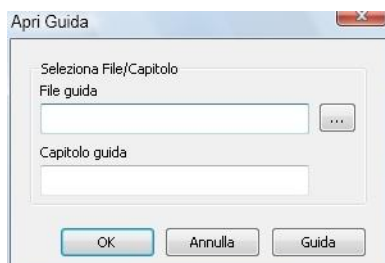 Apri Guida
Seleziona File/Capitolo
File guida
...
Capitolo guida
OK Annulla Guida